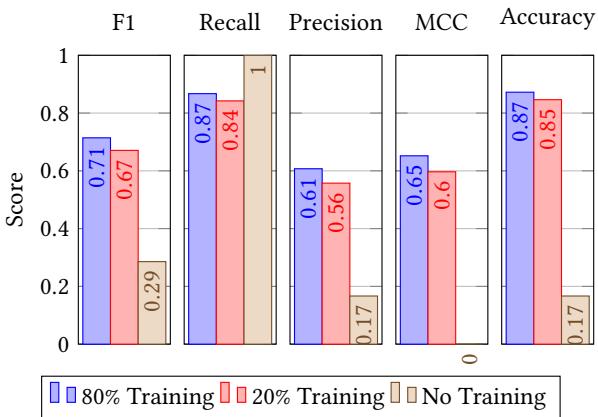 F1 Recall Precision MCC Accuracy
Score
1
0.8
0.6
0.4
0.2
0
0.71 0.67 0.29
0.87 0.84 1
0.61 0.56 0.17
0.65 0.6 0
0.87 0.85 0.17
80% Training 20% Training No Training